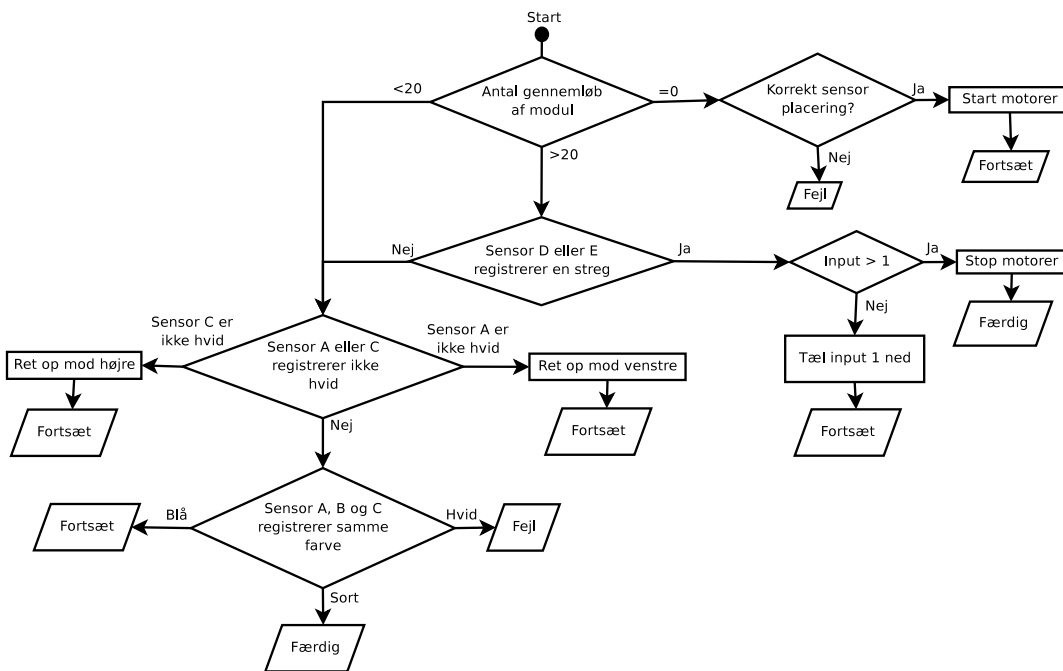 Start
<20
Antal gennemløb
af modul
=0
Korrekt sensor
placering?
Ja
Start motorer
>20
Nej
Fortsæt
Fejl
Nej
Sensor D eller E
registrerer en streg
Ja
Input > 1
Ja
Stop motorer
Nej
Færdig
Sensor C er
ikke hvid
Sensor A eller C
registrerer ikke
hvid
Sensor A er
ikke hvid
Ret op mod højre
Ret op mod venstre
Tæl input 1 ned
Fortsæt
Nej
Fortsæt
Fortsæt
Fortsæt
Blå
Sensor A, B og C
registrerer samme
farve
Hvid
Fejl
Sort
Færdig